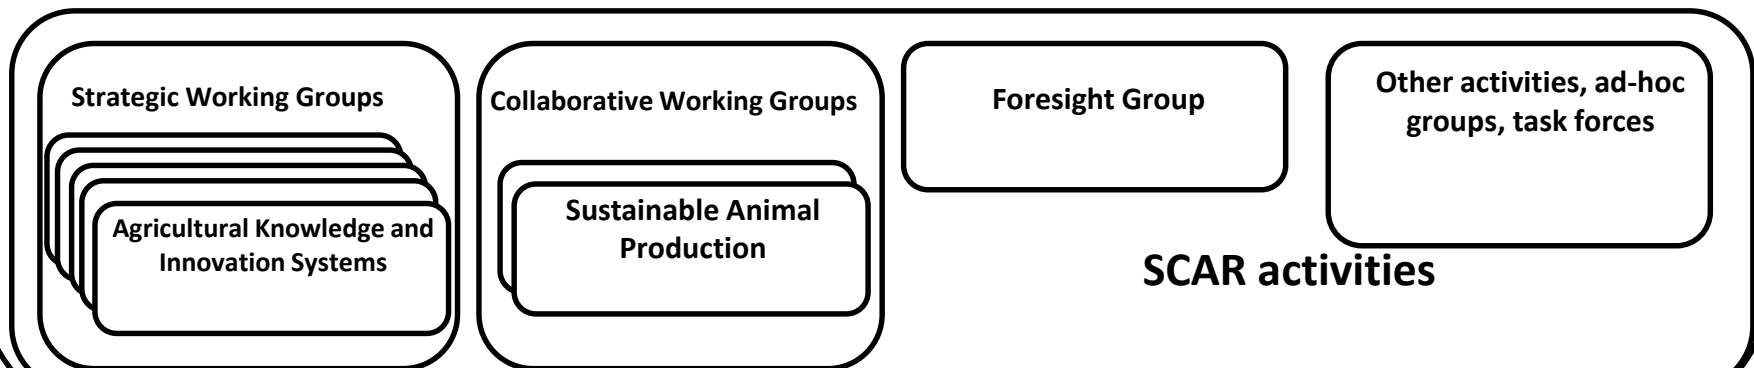 Strategic Working Groups
Agricultural Knowledge and
Innovation Systems
Collaborative Working Groups
Sustainable Animal
Production
Foresight Group
Other activities, ad-hoc
groups, task forces
SCAR activities